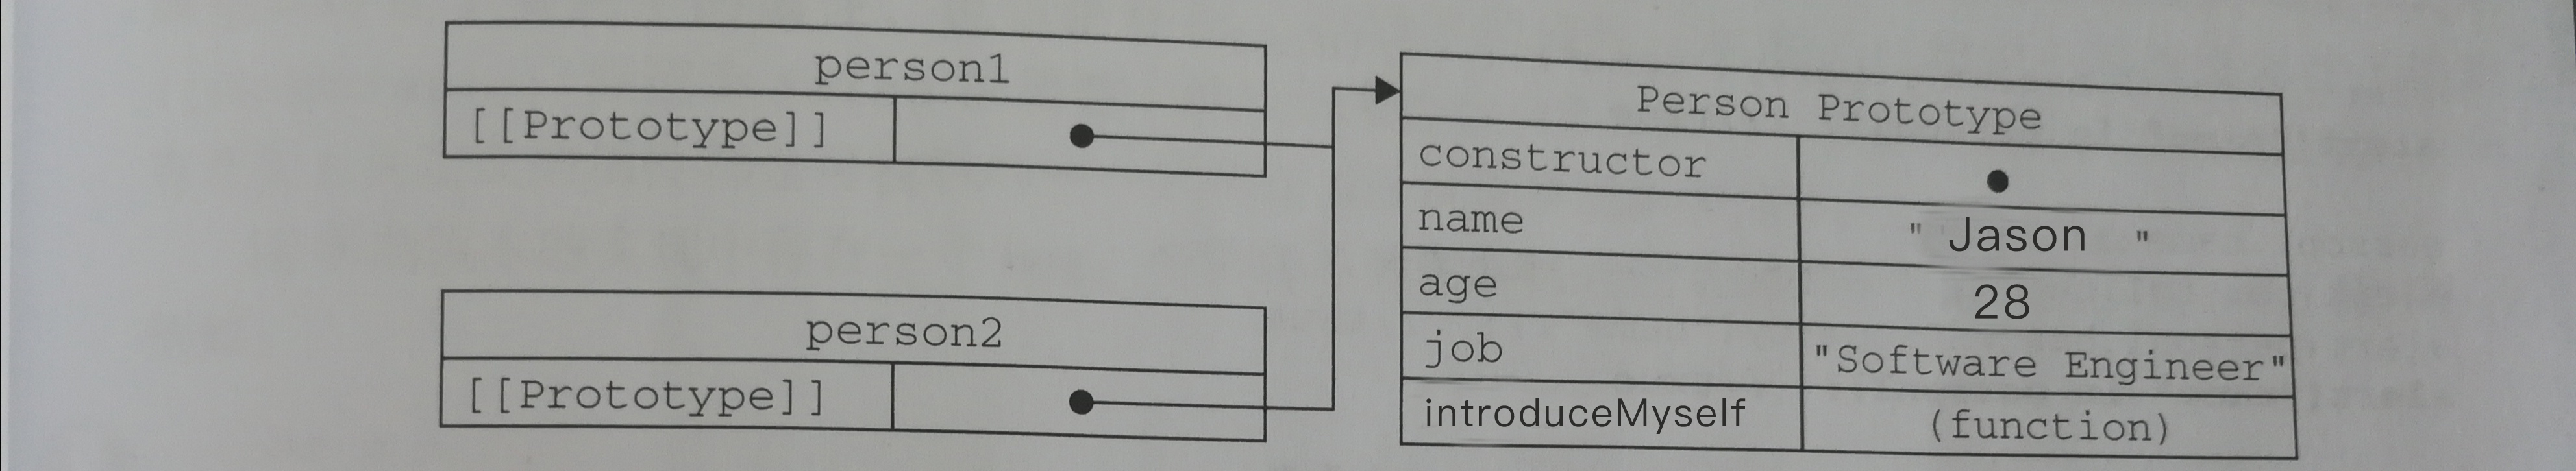 person1
[[Prototype]]
person2
[[Prototype]]
Person Prototype
constructor
name " Jason "
age 28
job "Software Engineer"
introduceMyself (function)